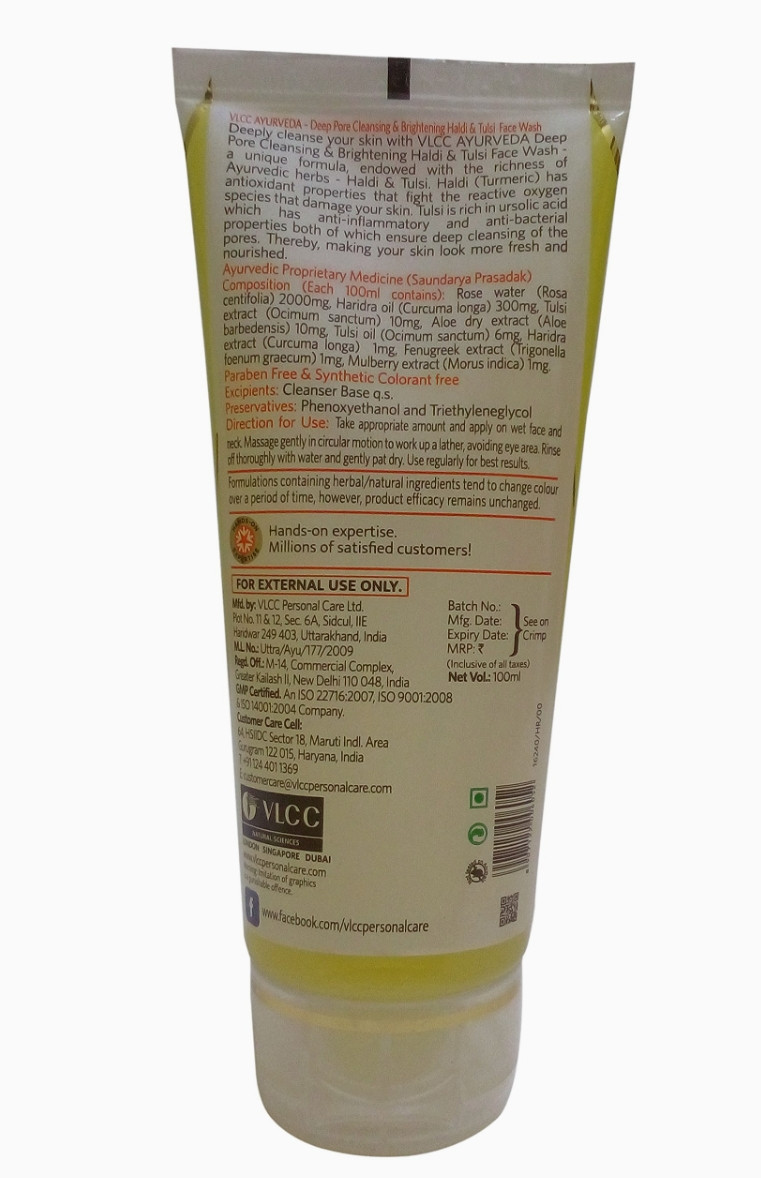 VLCC AYURVEDA - Deep Pore Cleansing & Brightening Haldi & Tulsi Face Wash
Deeply cleanse your skin with VLCC AYURVEDA Deep
Pore Cleansing & Brightening Haldi & Tulsi Face Wash -
a unique formula, endowed with the richness of
Ayurvedic herbs - Haldi & Tulsi. Haldi (Turmeric) has
antioxidant properties that fight the reactive oxygen
species that damage your skin. Tulsi is rich in ursolic acid
which has anti-inflammatory and anti-bacterial
properties both of which ensure deep cleansing of the
pores. Thereby, making your skin look more fresh and
nourished.
Ayurvedic Proprietary Medicine (Saundarya Prasadak)
Composition (Each 100ml contains): Rose water (Rosa
centifolia) 2000mg, Haridra oil (Curcuma longa) 300mg, Tulsi
extract (Ocimum sanctum) 10mg, Aloe dry extract (Aloe
barbedensis) 10mg, Tulsi oil (Ocimum sanctum) 6mg, Haridra
extract (Curcuma longa) 1mg, Fenugreek extract (Trigonella
foenum graecum) 1mg, Mulberry extract (Morus indica) 1mg.
Paraben Free & Synthetic Colorant free
Excipients: Cleanser Base q.s.
Preservatives: Phenoxyethanol and Triethyleneglycol
Direction for Use: Take appropriate amount and apply on wet face and
neck. Massage gently in circular motion to work up a lather, avoiding eye area. Rinse
off thoroughly with water and gently pat dry. Use regularly for best results.
Formulations containing herbal/natural ingredients tend to change colour
over a period of time, however, product efficacy remains unchanged.
HANDS-ON EXPERTISE
Hands-on expertise.
Millions of satisfied customers!
FOR EXTERNAL USE ONLY.
Mfd. by: VLCC Personal Care Ltd.
Plot No. 11 & 12, Sec. 6A, Sidcul, IIE
Haridwar 249 403, Uttarakhand, India
M.L. No.: Uttra/Ayu/177/2009
Regd. Off.: M-14, Commercial Complex,
Greater Kailash II, New Delhi 110 048, India
GMP Certified. An ISO 22716:2007, ISO 9001:2008
& ISO 14001:2004 Company.
Customer Care Cell:
64, HSIIDC Sector 18, Maruti Indl. Area
Gurugram 122 015, Haryana, India
T: +91 124 401 1369
E: customercare@vlccpersonalcare.com
Batch No.:
Mfg. Date:
Expiry Date:
MRP: ₹
See on
Crimp
(Inclusive of all taxes)
Net Vol.: 100ml
16240/HR/00
VLCC
NATURAL SCIENCES
LONDON SINGAPORE DUBAI
www.vlccpersonalcare.com
imitation of graphics
offence.
f www.facebook.com/vlccpersonalcare